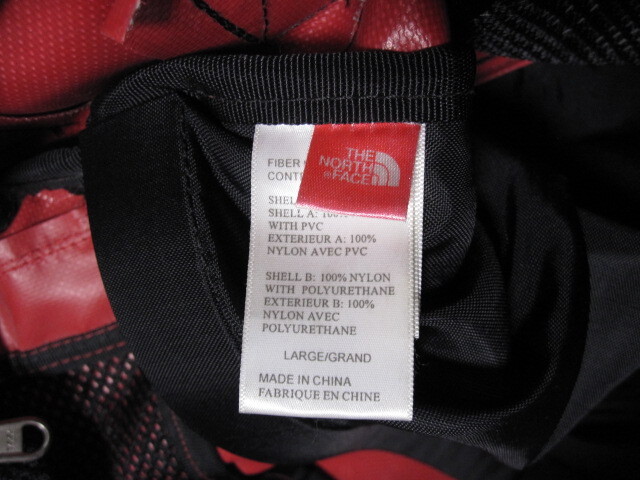 THE
NORTH
FACE
FIBER
SHELL A: 100%
WITH PVC
EXTERIEUR A: 100%
NYLON AVEC PVC
SHELL B: 100% NYLON
WITH POLYURETHANE
EXTERIEUR B: 100%
NYLON AVEC
POLYURETHANE
LARGE/GRAND
MADE IN CHINA
FABRIQUE EN CHINE